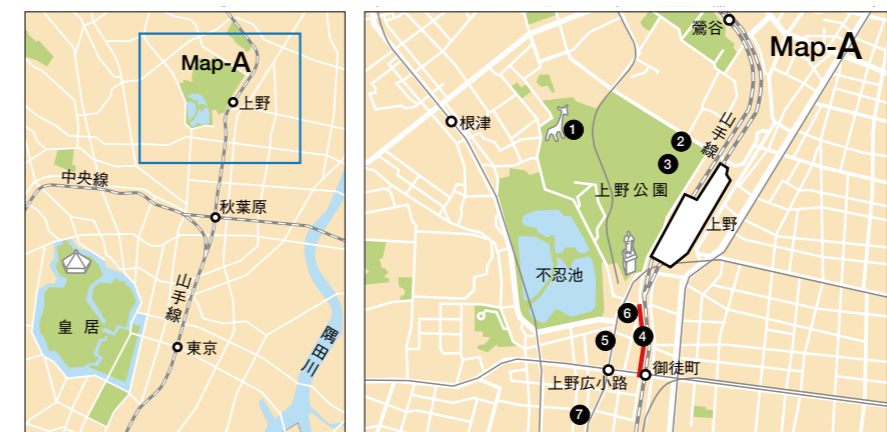 Map-A
上野
中央線
秋葉原
山手線
皇居
東京
隅田川
鶯谷
Map-A
根津
1
2
山手線
3
上野公園
上野
不忍池
6
4
5
御徒町
上野広小路
7